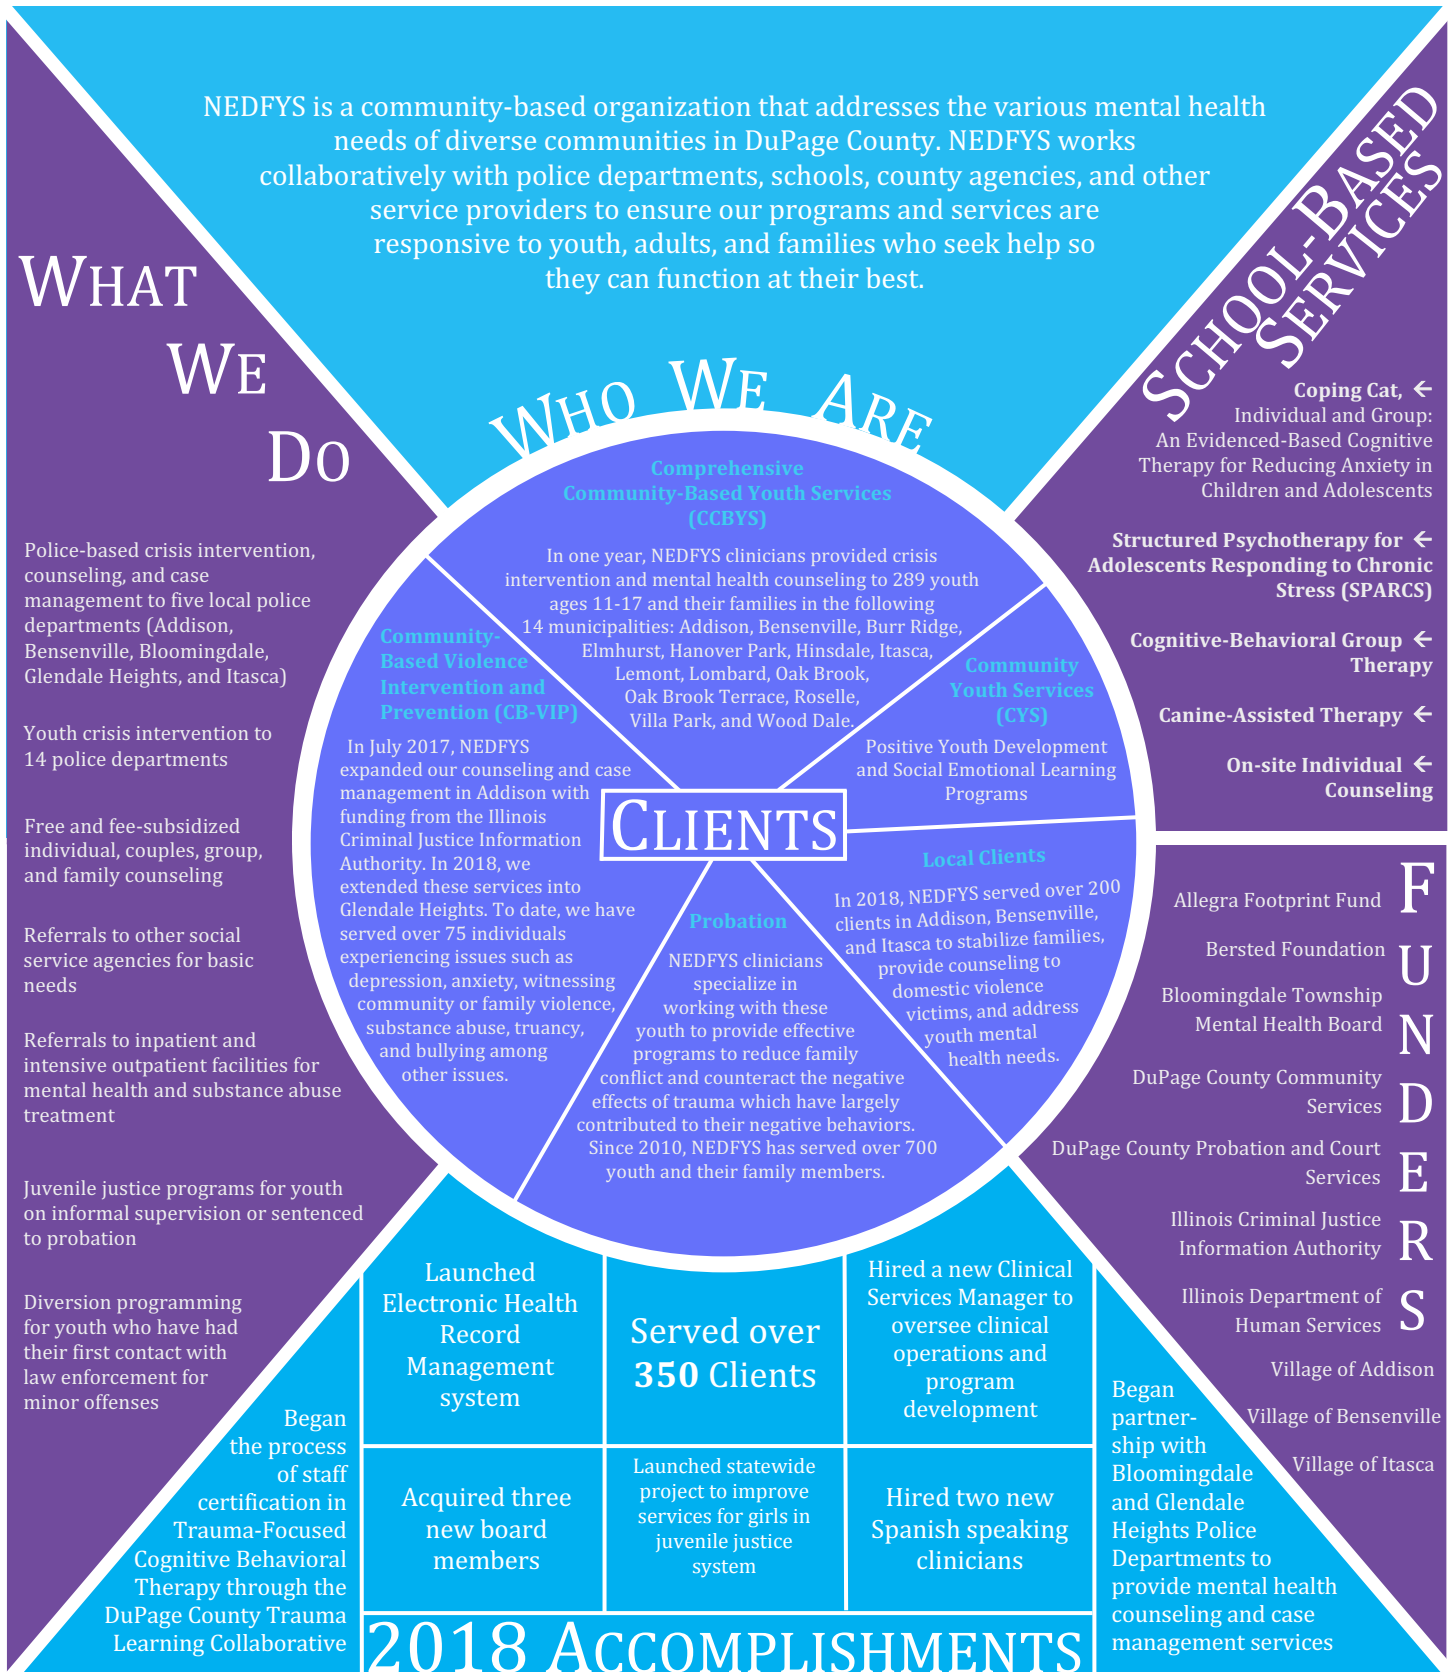 NEDFYS is a community-based organization that addresses the various mental health
needs of diverse communities in DuPage County. NEDFYS works
collaboratively with police departments, schools, county agencies, and other
service providers to ensure our programs and services are
responsive to youth, adults, and families who seek help so
they can function at their best.
WHO WE ARE
WHAT
WE
DO
Police-based crisis intervention,
counseling, and case
management to five local police
departments (Addison,
Bensenville, Bloomingdale,
Glendale Heights, and Itasca)
Youth crisis intervention to
14 police departments
Free and fee-subsidized
individual, couples, group,
and family counseling
Referrals to other social
service agencies for basic
needs
Referrals to inpatient and
intensive outpatient facilities for
mental health and substance abuse
treatment
Juvenile justice programs for youth
on informal supervision or sentenced
to probation
Diversion programming
for youth who have had
their first contact with
law enforcement for
minor offenses
SCHOOL-BASED
SERVICES
Coping Cat, ←
Individual and Group:
An Evidenced-Based Cognitive
Therapy for Reducing Anxiety in
Children and Adolescents
Structured Psychotherapy for ←
Adolescents Responding to Chronic
Stress (SPARCS)
Cognitive-Behavioral Group ←
Therapy
Canine-Assisted Therapy ←
On-site Individual ←
Counseling
CLIENTS
Comprehensive
Community-Based Youth Services
(CCBYS)
In one year, NEDFYS clinicians provided crisis
intervention and mental health counseling to 289 youth
ages 11-17 and their families in the following
14 municipalities: Addison, Bensenville, Burr Ridge,
Elmhurst, Hanover Park, Hinsdale, Itasca,
Lemont, Lombard, Oak Brook,
Oak Brook Terrace, Roselle,
Villa Park, and Wood Dale.
Community-
Based Violence
Intervention and
Prevention (CB-VIP)
In July 2017, NEDFYS
expanded our counseling and case
management in Addison with
funding from the Illinois
Criminal Justice Information
Authority. In 2018, we
extended these services into
Glendale Heights. To date, we have
served over 75 individuals
experiencing issues such as
depression, anxiety, witnessing
community or family violence,
substance abuse, truancy,
and bullying among
other issues.
Community
Youth Services
(CYS)
Positive Youth Development
and Social Emotional Learning
Programs
Local Clients
In 2018, NEDFYS served over 200
clients in Addison, Bensenville,
and Itasca to stabilize families,
provide counseling to
domestic violence
victims, and address
youth mental
health needs.
Probation
NEDFYS clinicians
specialize in
working with these
youth to provide effective
programs to reduce family
conflict and counteract the negative
effects of trauma which have largely
contributed to their negative behaviors.
Since 2010, NEDFYS has served over 700
youth and their family members.
FUNDERS
Allegra Footprint Fund
Bersted Foundation
Bloomingdale Township
Mental Health Board
DuPage County Community
Services
DuPage County Probation and Court
Services
Illinois Criminal Justice
Information Authority
Illinois Department of
Human Services
Village of Addison
Village of Bensenville
Village of Itasca
Began
the process
of staff
certification in
Trauma-Focused
Cognitive Behavioral
Therapy through the
DuPage County Trauma
Learning Collaborative
Launched
Electronic Health
Record
Management
system
Served over
350 Clients
Hired a new Clinical
Services Manager to
oversee clinical
operations and
program
development
Acquired three
new board
members
Launched statewide
project to improve
services for girls in
juvenile justice
system
Hired two new
Spanish speaking
clinicians
Began
partner-
ship with
Bloomingdale
and Glendale
Heights Police
Departments to
provide mental health
counseling and case
management services
2018 ACCOMPLISHMENTS